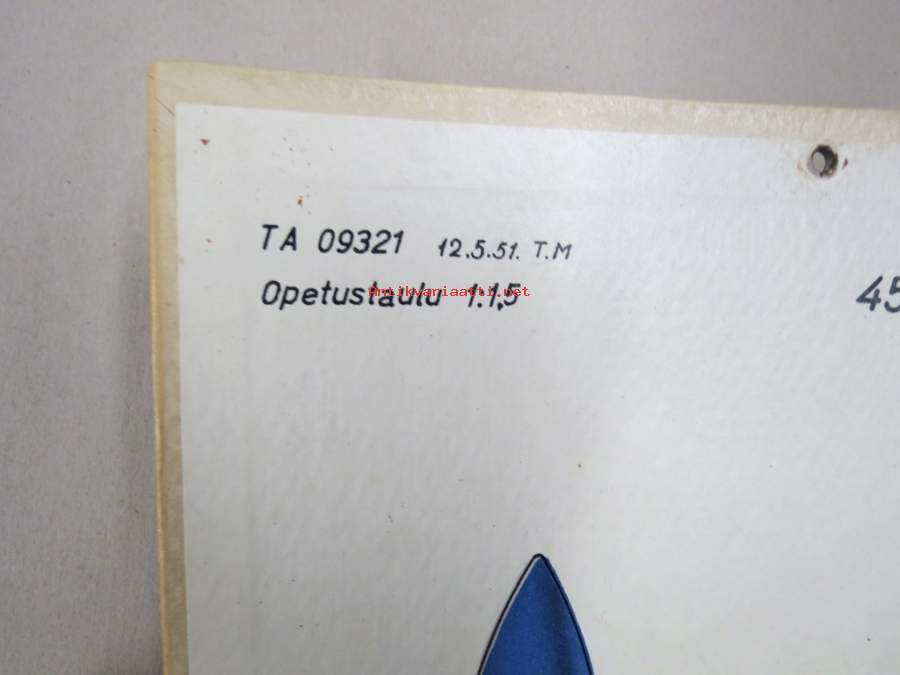 TA 09321 12.5.51. T.M
Opetustaulu 1:1,5
Antikvariaatti.net
45